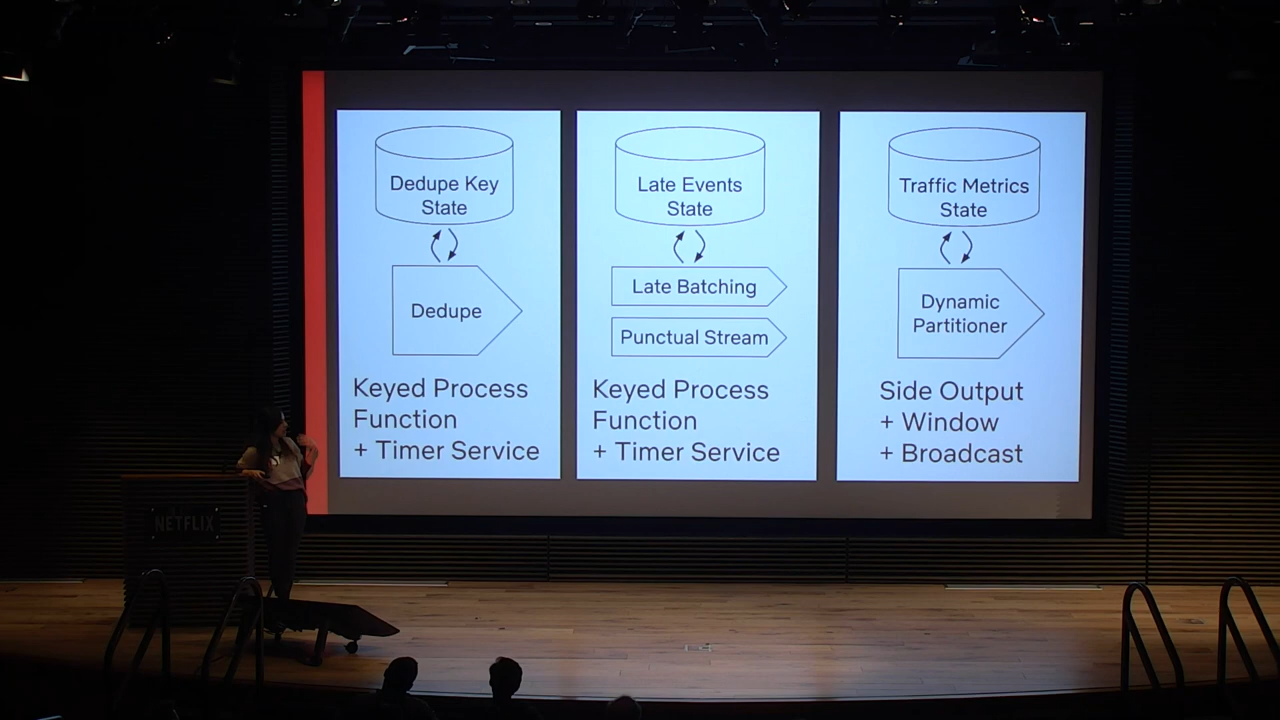 Dedupe Key
State
Dedupe
Keyed Process
Function
+ Timer Service
Late Events
State
Late Batching
Punctual Stream
Keyed Process
Function
+ Timer Service
Traffic Metrics
State
Dynamic
Partitioner
Side Output
+ Window
+ Broadcast
NETFLIX